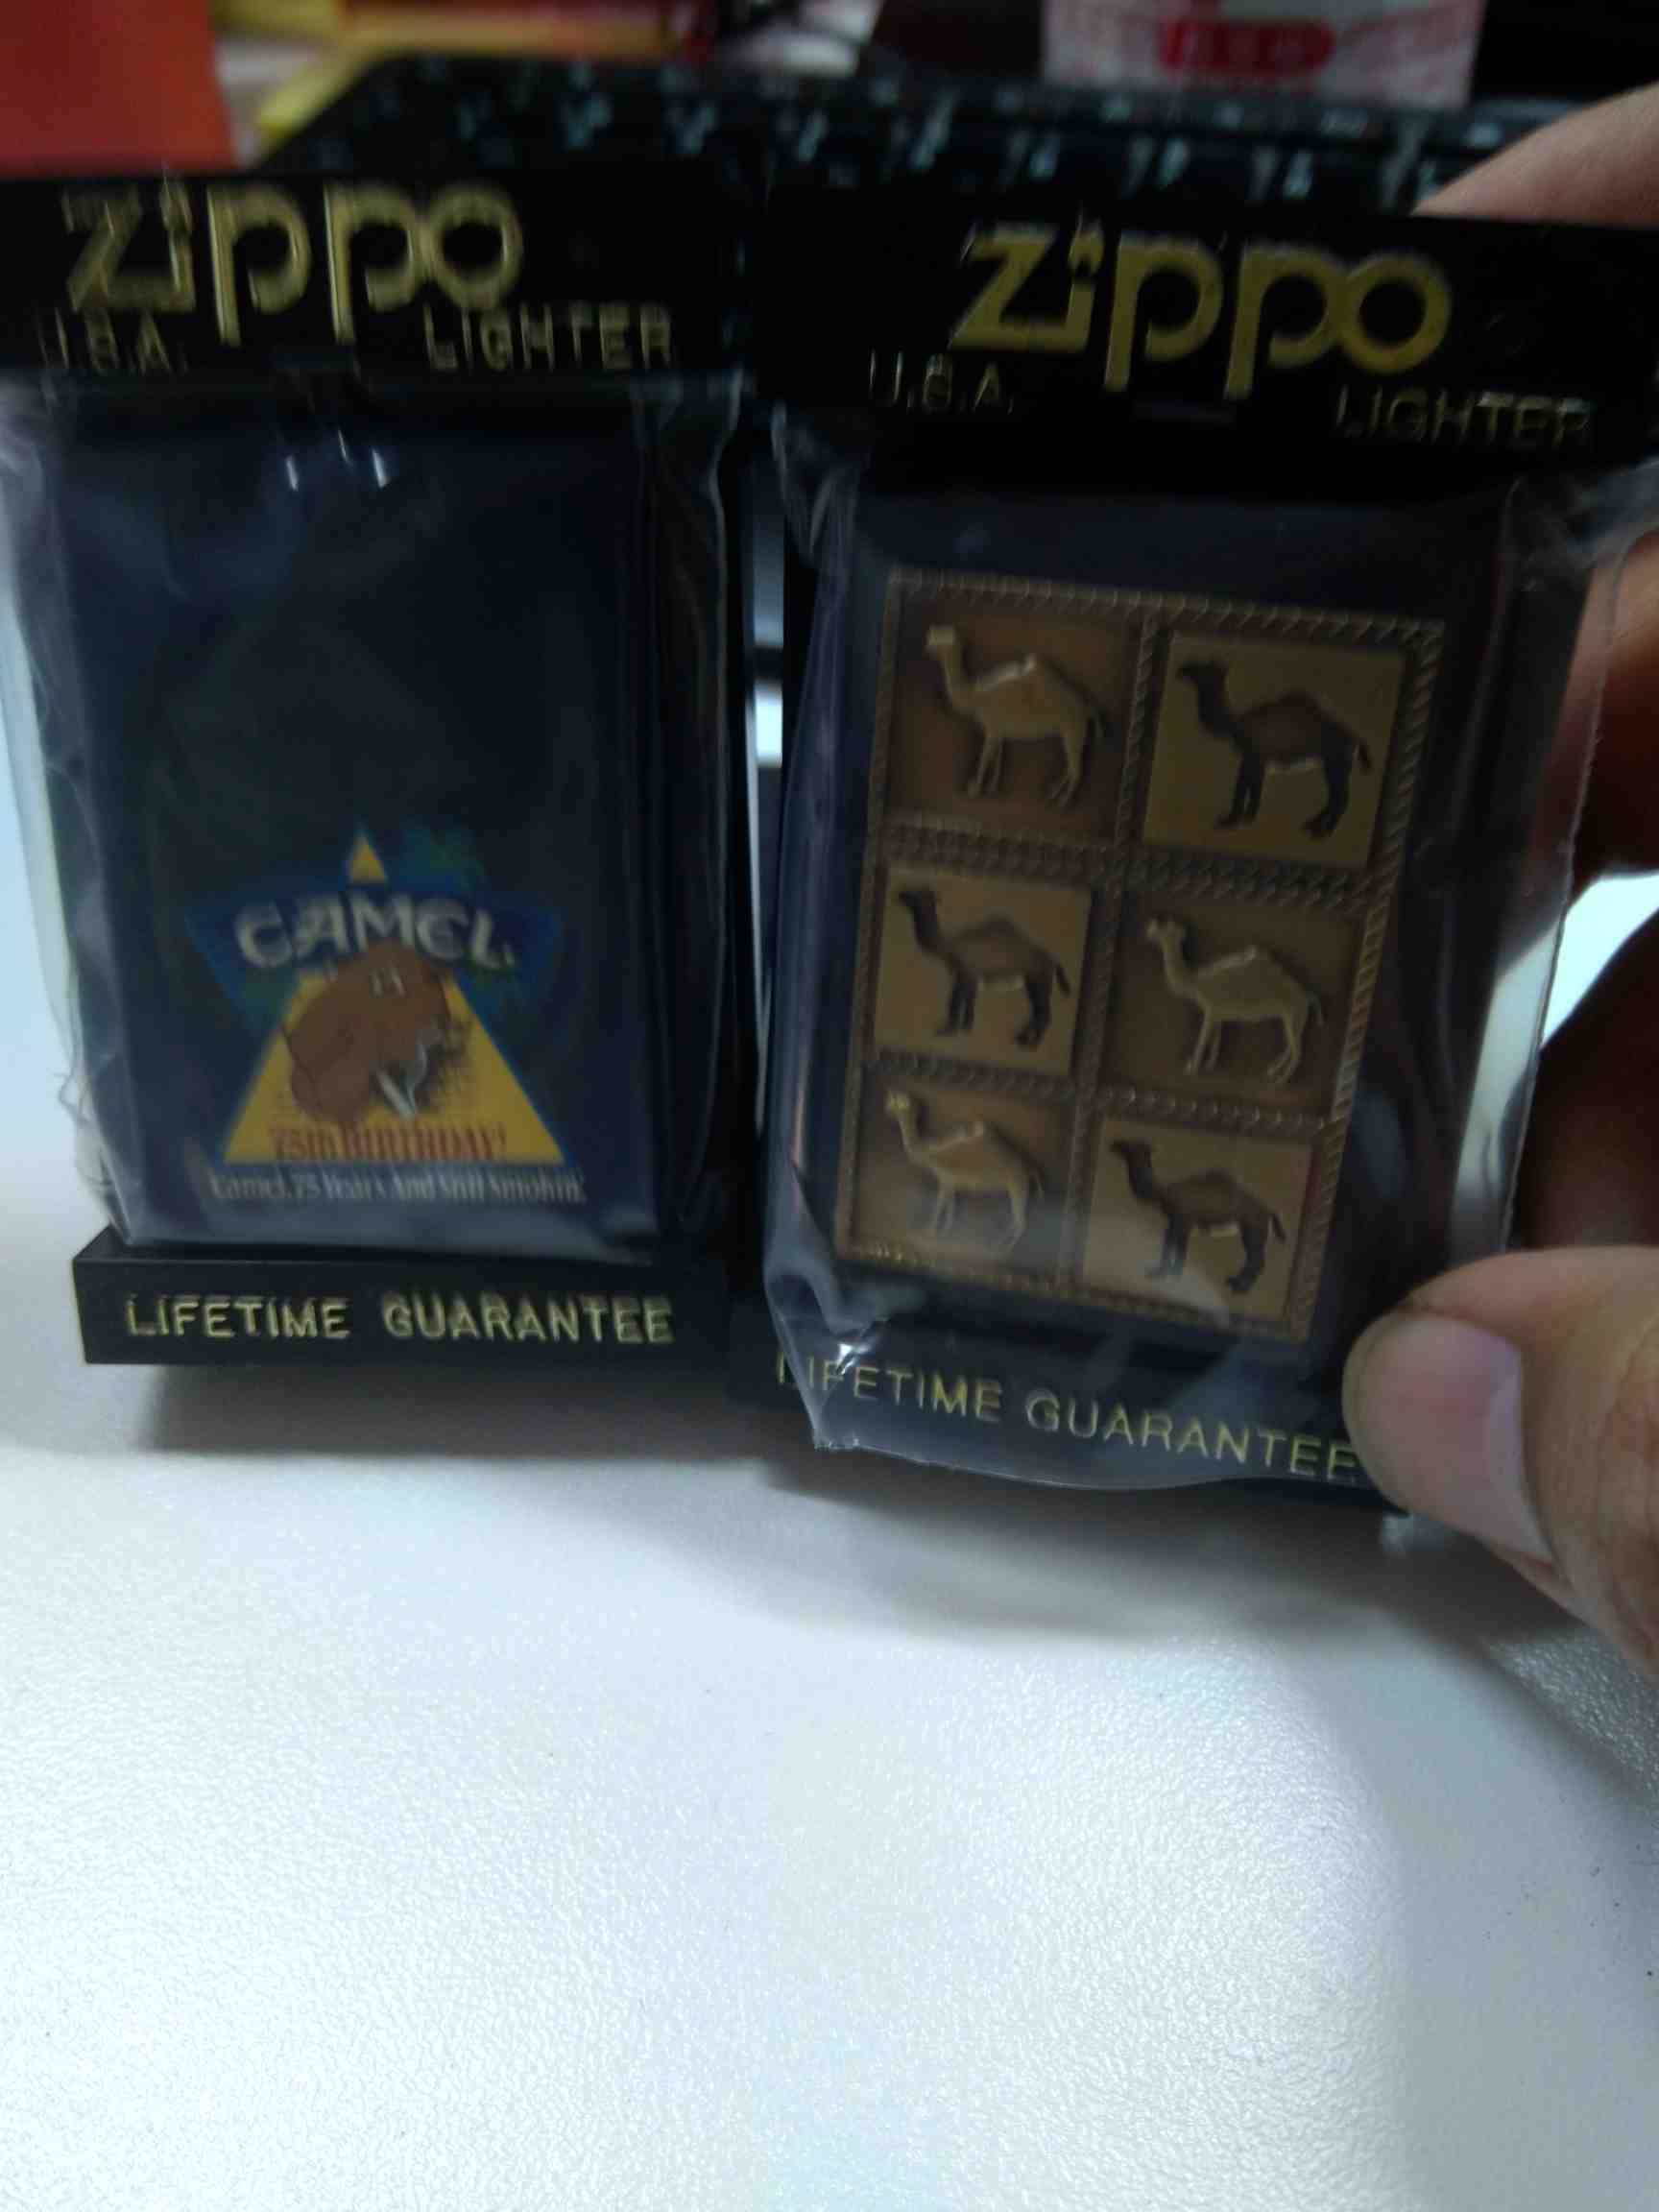 zippo
U.S.A. LIGHTER
CAMEL
75th BIRTHDAY!
Camel. 75 Years And Still Smokin'
LIFETIME GUARANTEE
zippo
U.S.A. LIGHTER
LIFETIME GUARANTEE